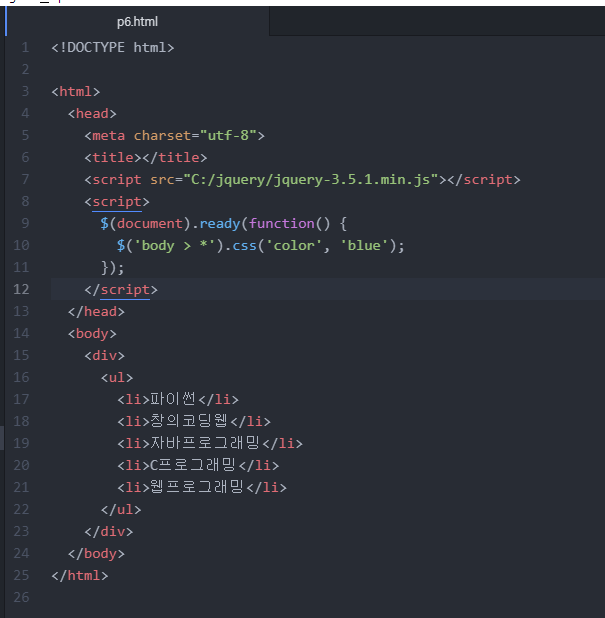 p6.html
1 <!DOCTYPE html>
2
3 <html>
4 <head>
5 <meta charset="utf-8">
6 <title></title>
7 <script src="C:/jquery/jquery-3.5.1.min.js"></script>
8 <script>
9 $(document).ready(function() {
10 $('body > *').css('color', 'blue');
11 });
12 </script>
13 </head>
14 <body>
15 <div>
16 <ul>
17 <li>파이썬</li>
18 <li>창의코딩웹</li>
19 <li>자바프로그래밍</li>
20 <li>C프로그래밍</li>
21 <li>웹프로그래밍</li>
22 </ul>
23 </div>
24 </body>
25 </html>
26